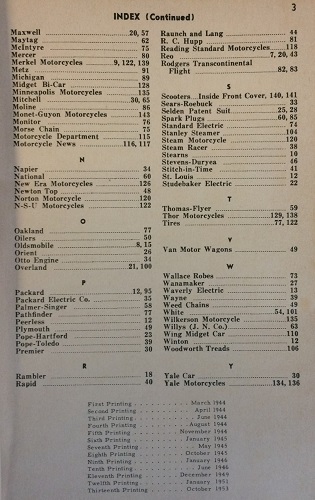 3
INDEX (Continued)
Maxwell 20, 57
Maytag 62
McIntyre 75
Mercer 80
Merkel Motorcycles 9, 122, 139
Metz 91
Michigan 89
Midget Bi-Car 128
Minneapolis Motorcycles 135
Mitchell 30, 65
Moline 86
Monet-Guyon Motorcycles 143
Monitor 76
Morse Chain 75
Motorcycle Department 115
Motorcycle News 116, 117
N
Napier 34
National 60
New Era Motorcycles 126
Newton Top 48
Norton Motorcycle 120
N-S-U Motorcycles 122
O
Oakland 77
Oilers 50
Oldsmobile 8, 15
Orient 26
Otto Engine 34
Overland 21, 100
P
Packard 12, 95
Packard Electric Co. 35
Palmer-Singer 58
Pathfinder 77
Peerless 12
Plymouth 49
Pope-Hartford 23
Pope-Toledo 39
Premier 30
R
Rambler 18
Rapid 40
Raunch and Lang 44
R. C. Hupp 81
Reading Standard Motorcycles 118
Reo 7, 20, 43
Rodgers Transcontinental
Flight 82, 83
S
Scooters Inside Front Cover, 140, 141
Sears-Roebuck 33
Selden Patent Suit 25, 28
Spark Plugs 60, 85
Standard Electric 74
Stanley Steamer 104
Steam Motorcycle 120
Steam Racer 38
Stearns 10
Stevens-Duryea 46
Stitch-in-Time 41
St. Louis 12
Studebaker Electric 22
T
Thomas-Flyer 59
Thor Motorcycles 129, 138
Tires 77, 122
V
Van Motor Wagons 49
W
Wallace Robes 73
Wanamaker 27
Waverly Electric 13
Wayne 39
Weed Chains 49
White 54, 101
Wilkerson Motorcycle 135
Willys (J. N. Co.) 63
Wing Midget Car 110
Winton 12
Woodworth Treads 106
Y
Yale Car 30
Yale Motorcycles 134, 136
First Printing March 1944
Second Printing April 1944
Third Printing June 1944
Fourth Printing August 1944
Fifth Printing November 1944
Sixth Printing January 1945
Seventh Printing May 1945
Eighth Printing October 1945
Ninth Printing January 1946
Tenth Printing June 1946
Eleventh Printing December 1949
Twelfth Printing January 1951
Thirteenth Printing October 1953